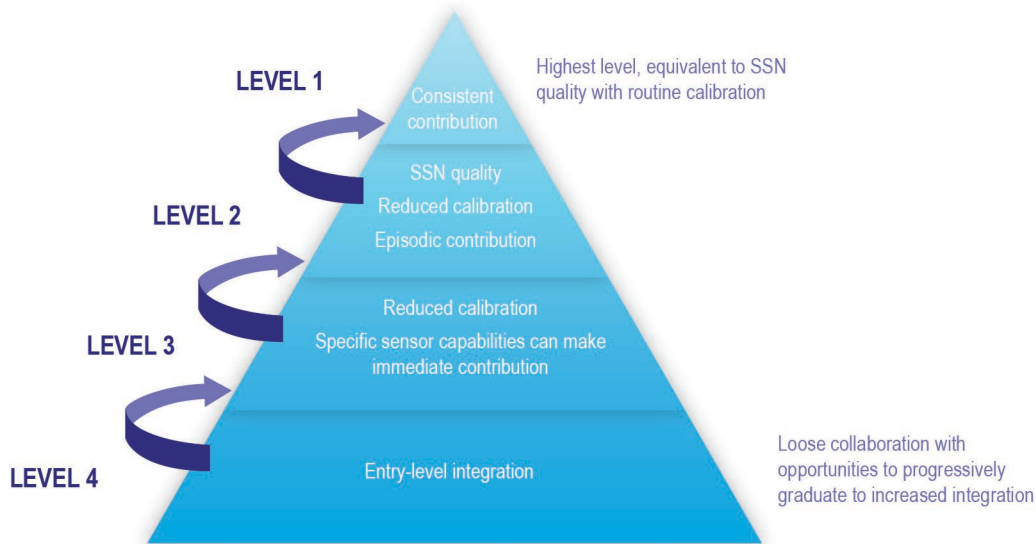 LEVEL 1
Consistent
contribution
Highest level, equivalent to SSN
quality with routine calibration
LEVEL 2
SSN quality
Reduced calibration
Episodic contribution
LEVEL 3
Reduced calibration
Specific sensor capabilities can make
immediate contribution
LEVEL 4
Entry-level integration
Loose collaboration with
opportunities to progressively
graduate to increased integration